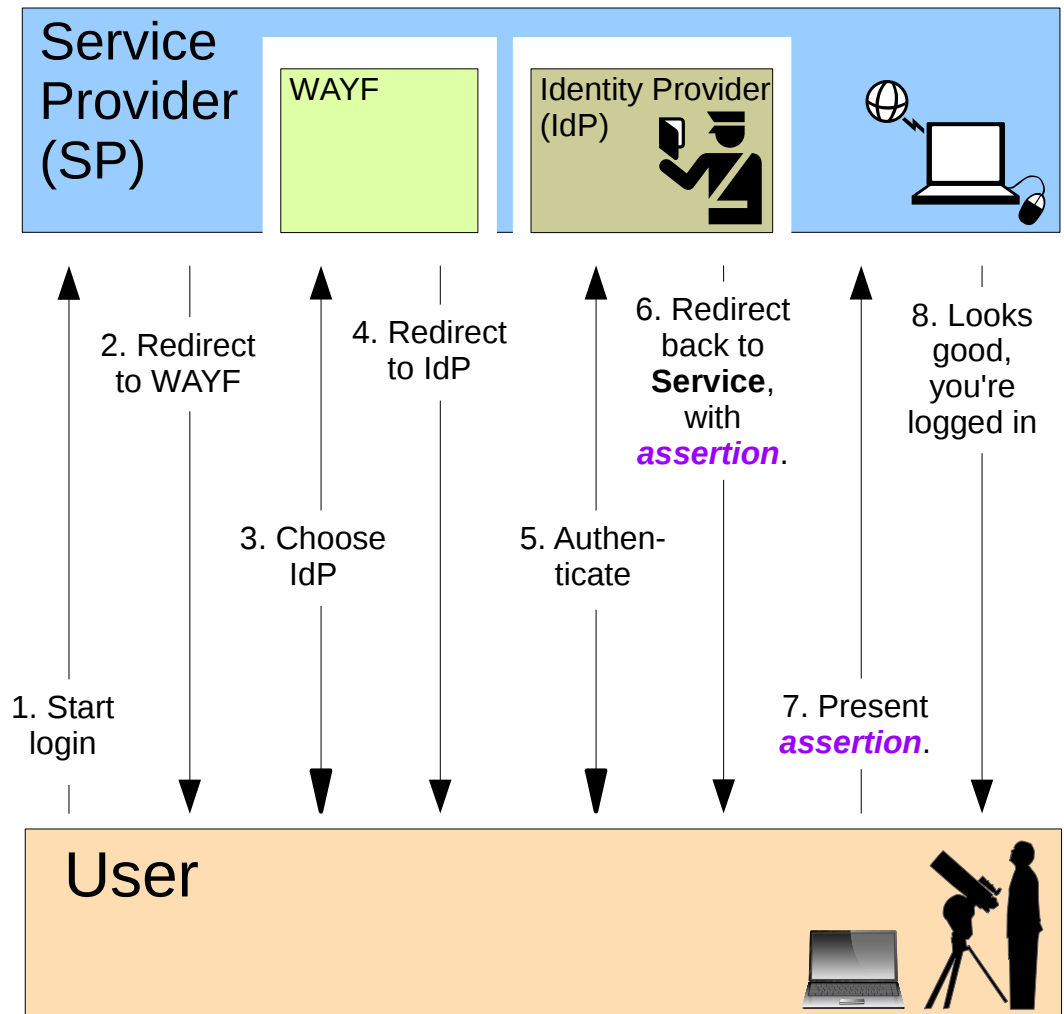 Service
Provider
(SP)
WAYF
Identity Provider
(IdP)
1. Start
login
2. Redirect
to WAYF
3. Choose
IdP
4. Redirect
to IdP
5. Authen-
ticate
6. Redirect
back to
Service,
with
assertion.
7. Present
assertion.
8. Looks
good,
you're
logged in
User